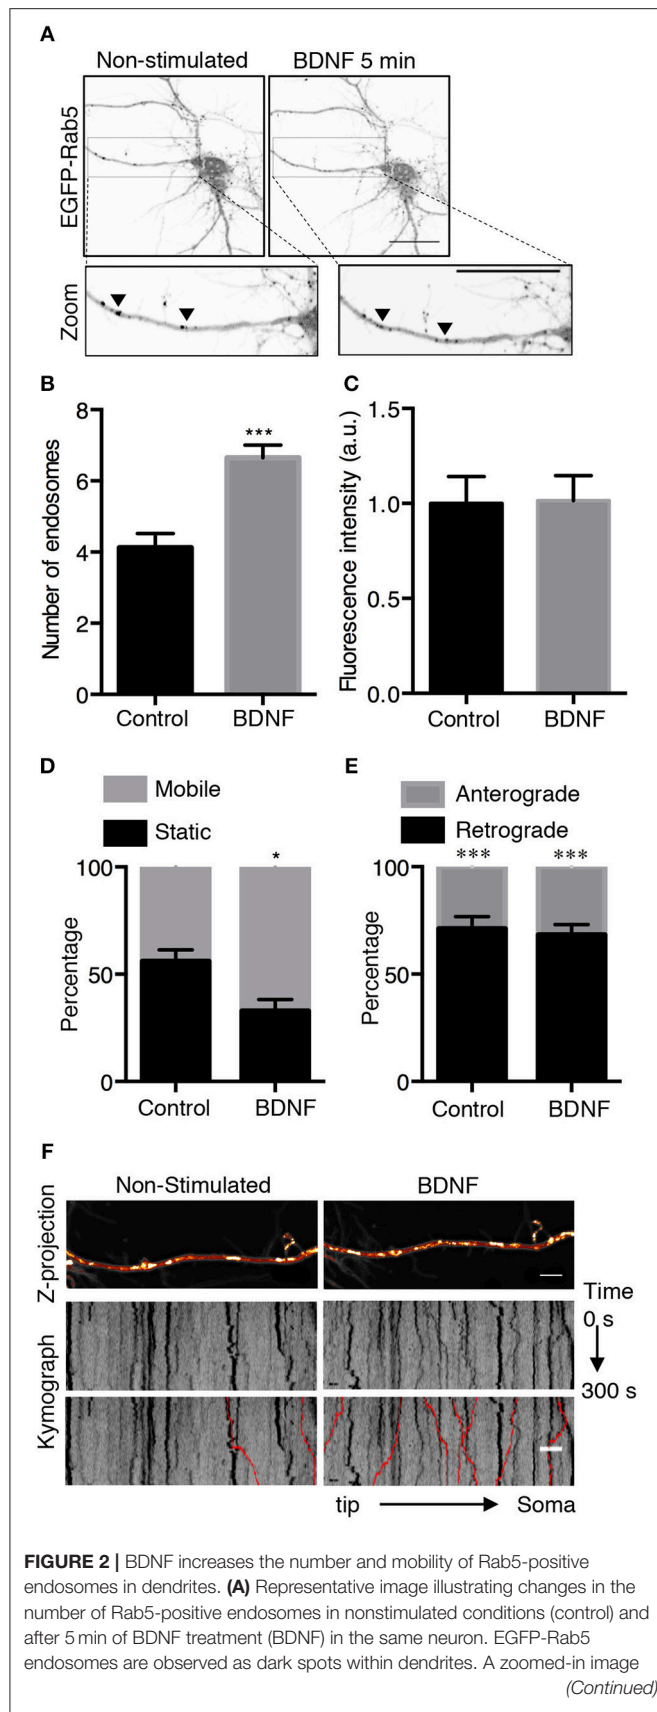 A
Non-stimulated
BDNF 5 min
EGFP-Rab5
Zoom
B
Number of endosomes
8
6
4
2
0
***
Control
BDNF
C
Fluorescence intensity (a.u.)
1.5
1.0
0.5
0.0
Control
BDNF
D
Mobile
Static
Percentage
100
50
0
*
Control
BDNF
E
Anterograde
Retrograde
Percentage
100
50
0
***
***
Control
BDNF
F
Non-Stimulated
BDNF
Z-projection
Kymograph
Time
0 s
300 s
tip
Soma
FIGURE 2 | BDNF increases the number and mobility of Rab5-positive
endosomes in dendrites. (A) Representative image illustrating changes in the
number of Rab5-positive endosomes in nonstimulated conditions (control) and
after 5 min of BDNF treatment (BDNF) in the same neuron. EGFP-Rab5
endosomes are observed as dark spots within dendrites. A zoomed-in image
(Continued)